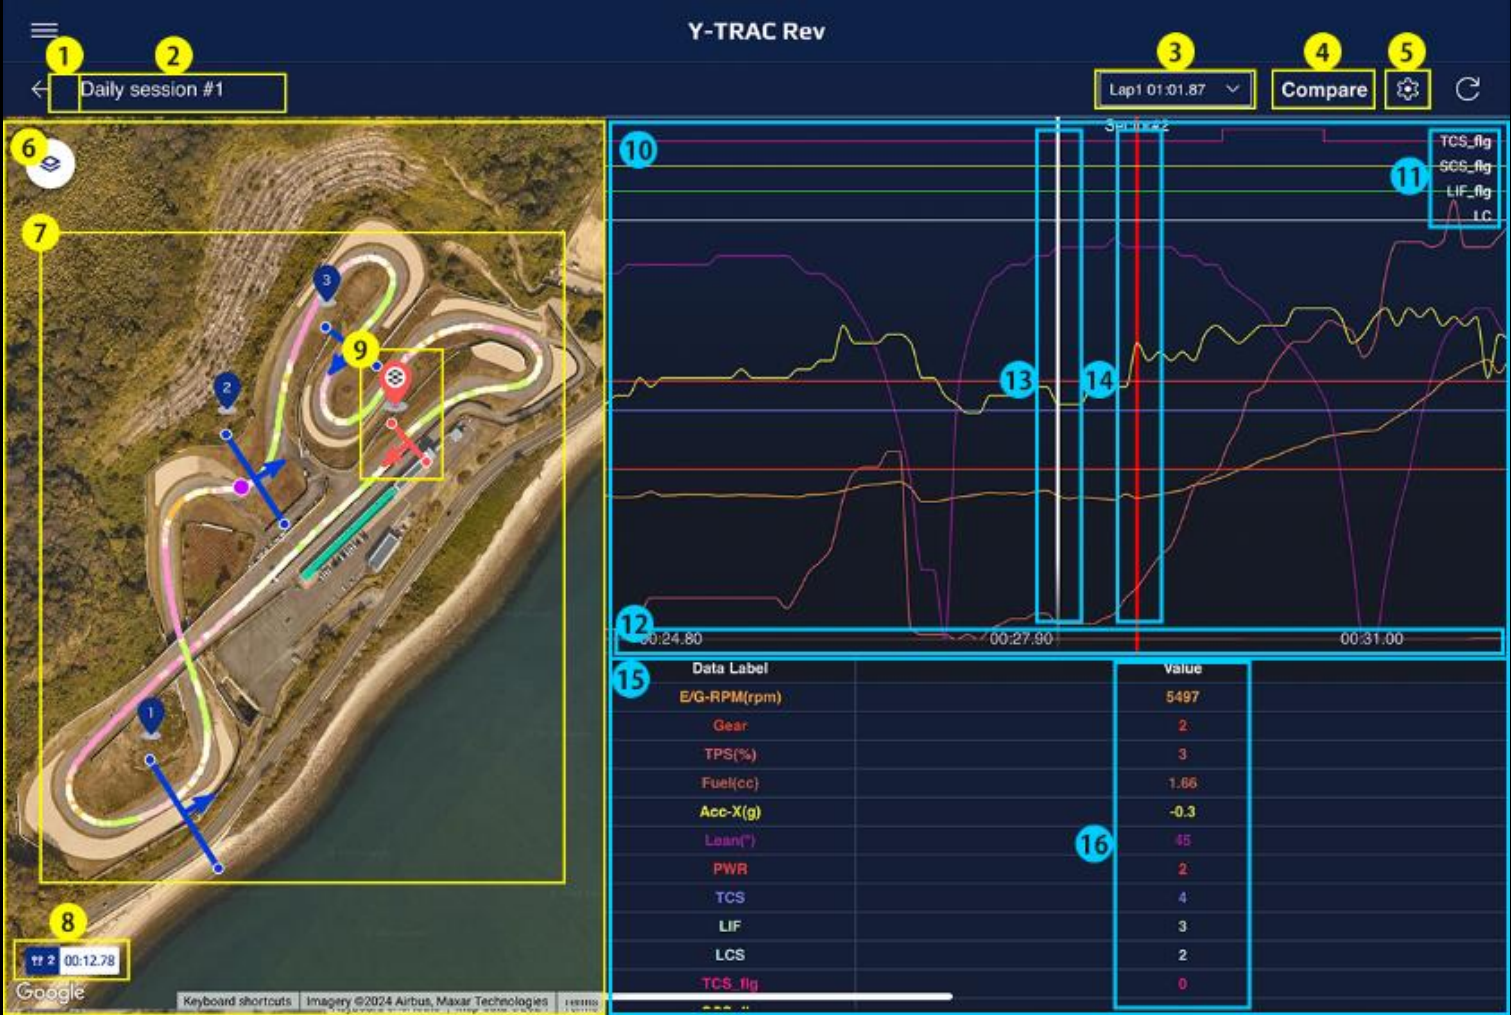 Y-TRAC Rev
1
2
3
4
5
Daily session #1
Lap1 01:01.87
Compare
6
7
3
9
2
1
8
2 00:12.78
Google
Keyboard shortcuts
Imagery ©2024 Airbus, Maxar Technologies
Terms
10
Sector#2
TCS_flg
SCS_flg
LIF_flg
LC
11
13
14
12
00:24.80
00:27.90
00:31.00
15
Data Label Value
E/G-RPM(rpm) 5497
Gear 2
TPS(%) 3
Fuel(cc) 1.66
Acc-X(g) -0.3
Lean(°) 45
16
PWR 2
TCS 4
LIF 3
LCS 2
TCS_flg 0